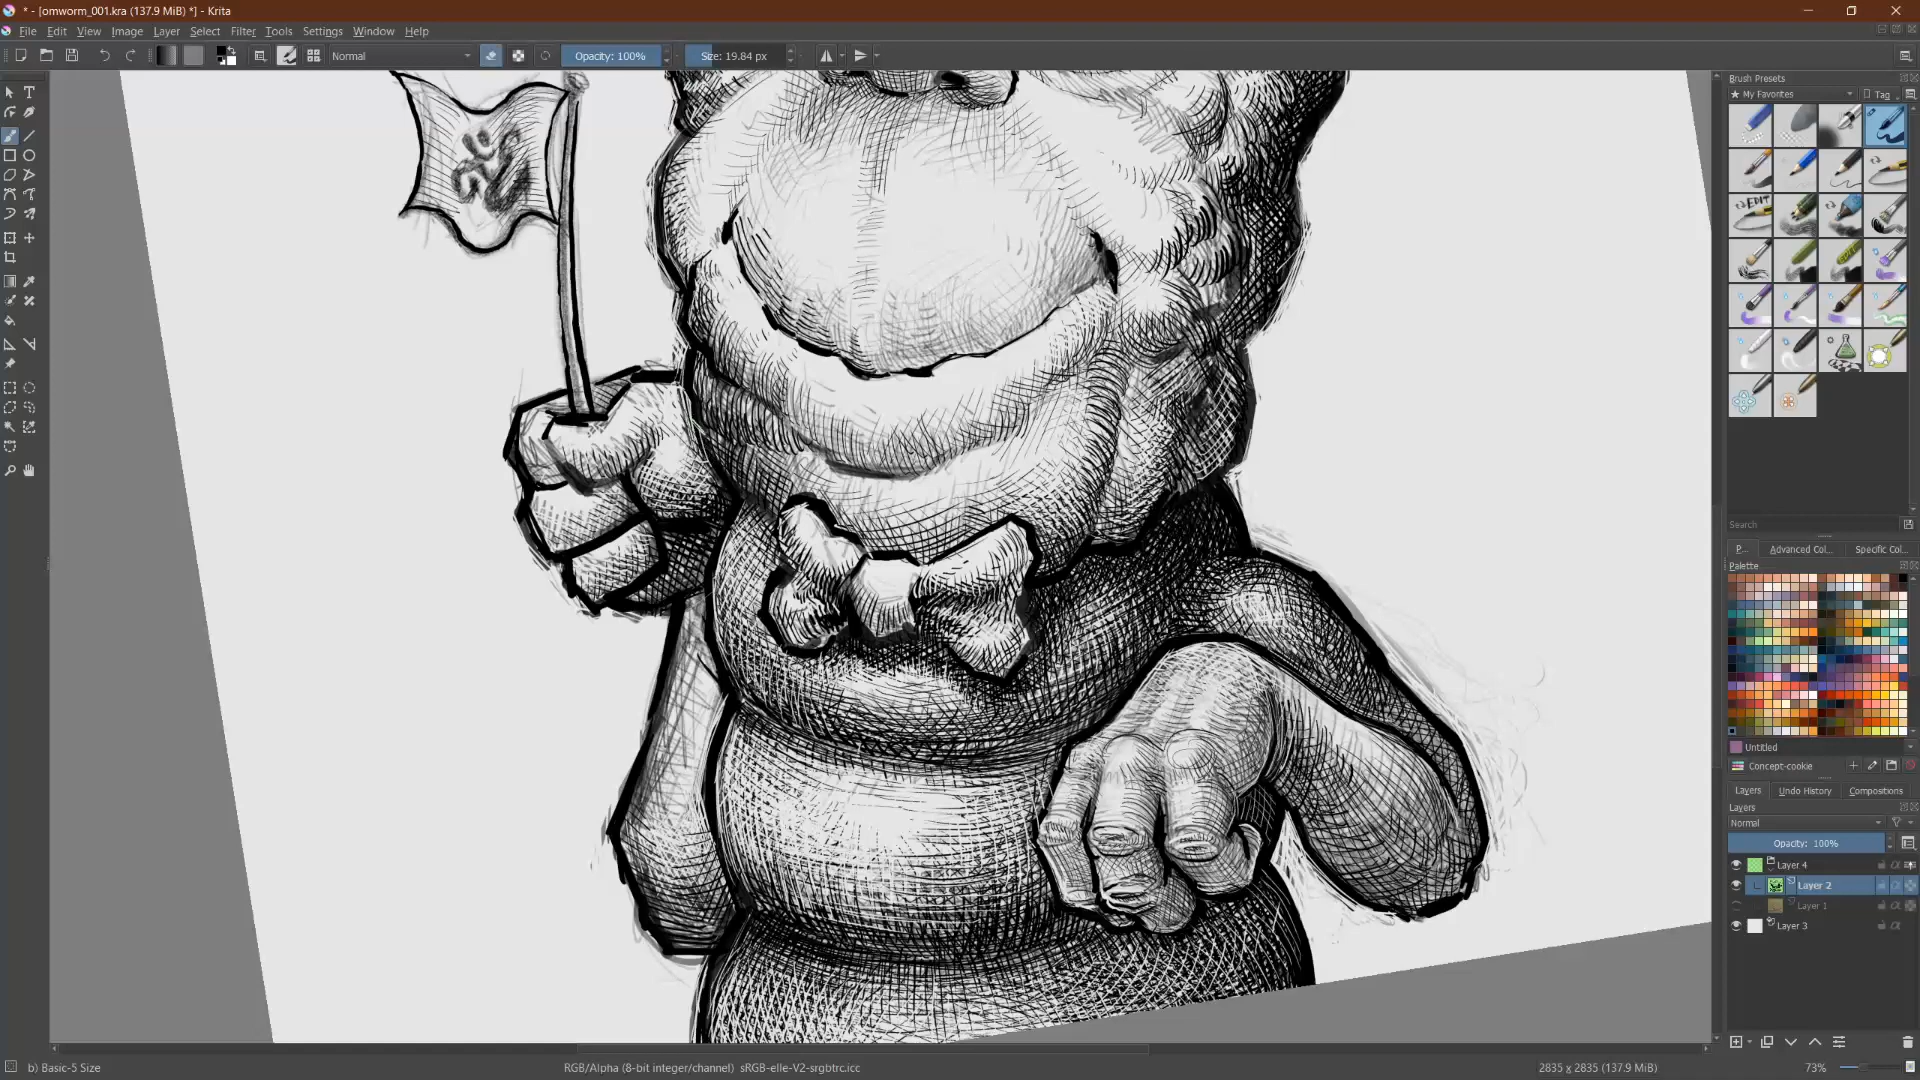 * - [omworm_001.kra (137.9 MiB) *] - Krita
File Edit View Image Layer Select Filter Tools Settings Window Help
Normal
Opacity: 100%
Size: 19.84 px
Brush Presets
My Favorites
Tag
EDIT
Search
P...
Advanced Col...
Specific Col...
Palette
Untitled
Concept-cookie
Layers
Undo History
Compositions
Layers
Normal
Opacity: 100%
Layer 4
Layer 2
Layer 1
Layer 3
b) Basic-5 Size
RGB/Alpha (8-bit integer/channel) sRGB-elle-V2-srgbtrc.icc
2835 x 2835 (137.9 MiB)
73%